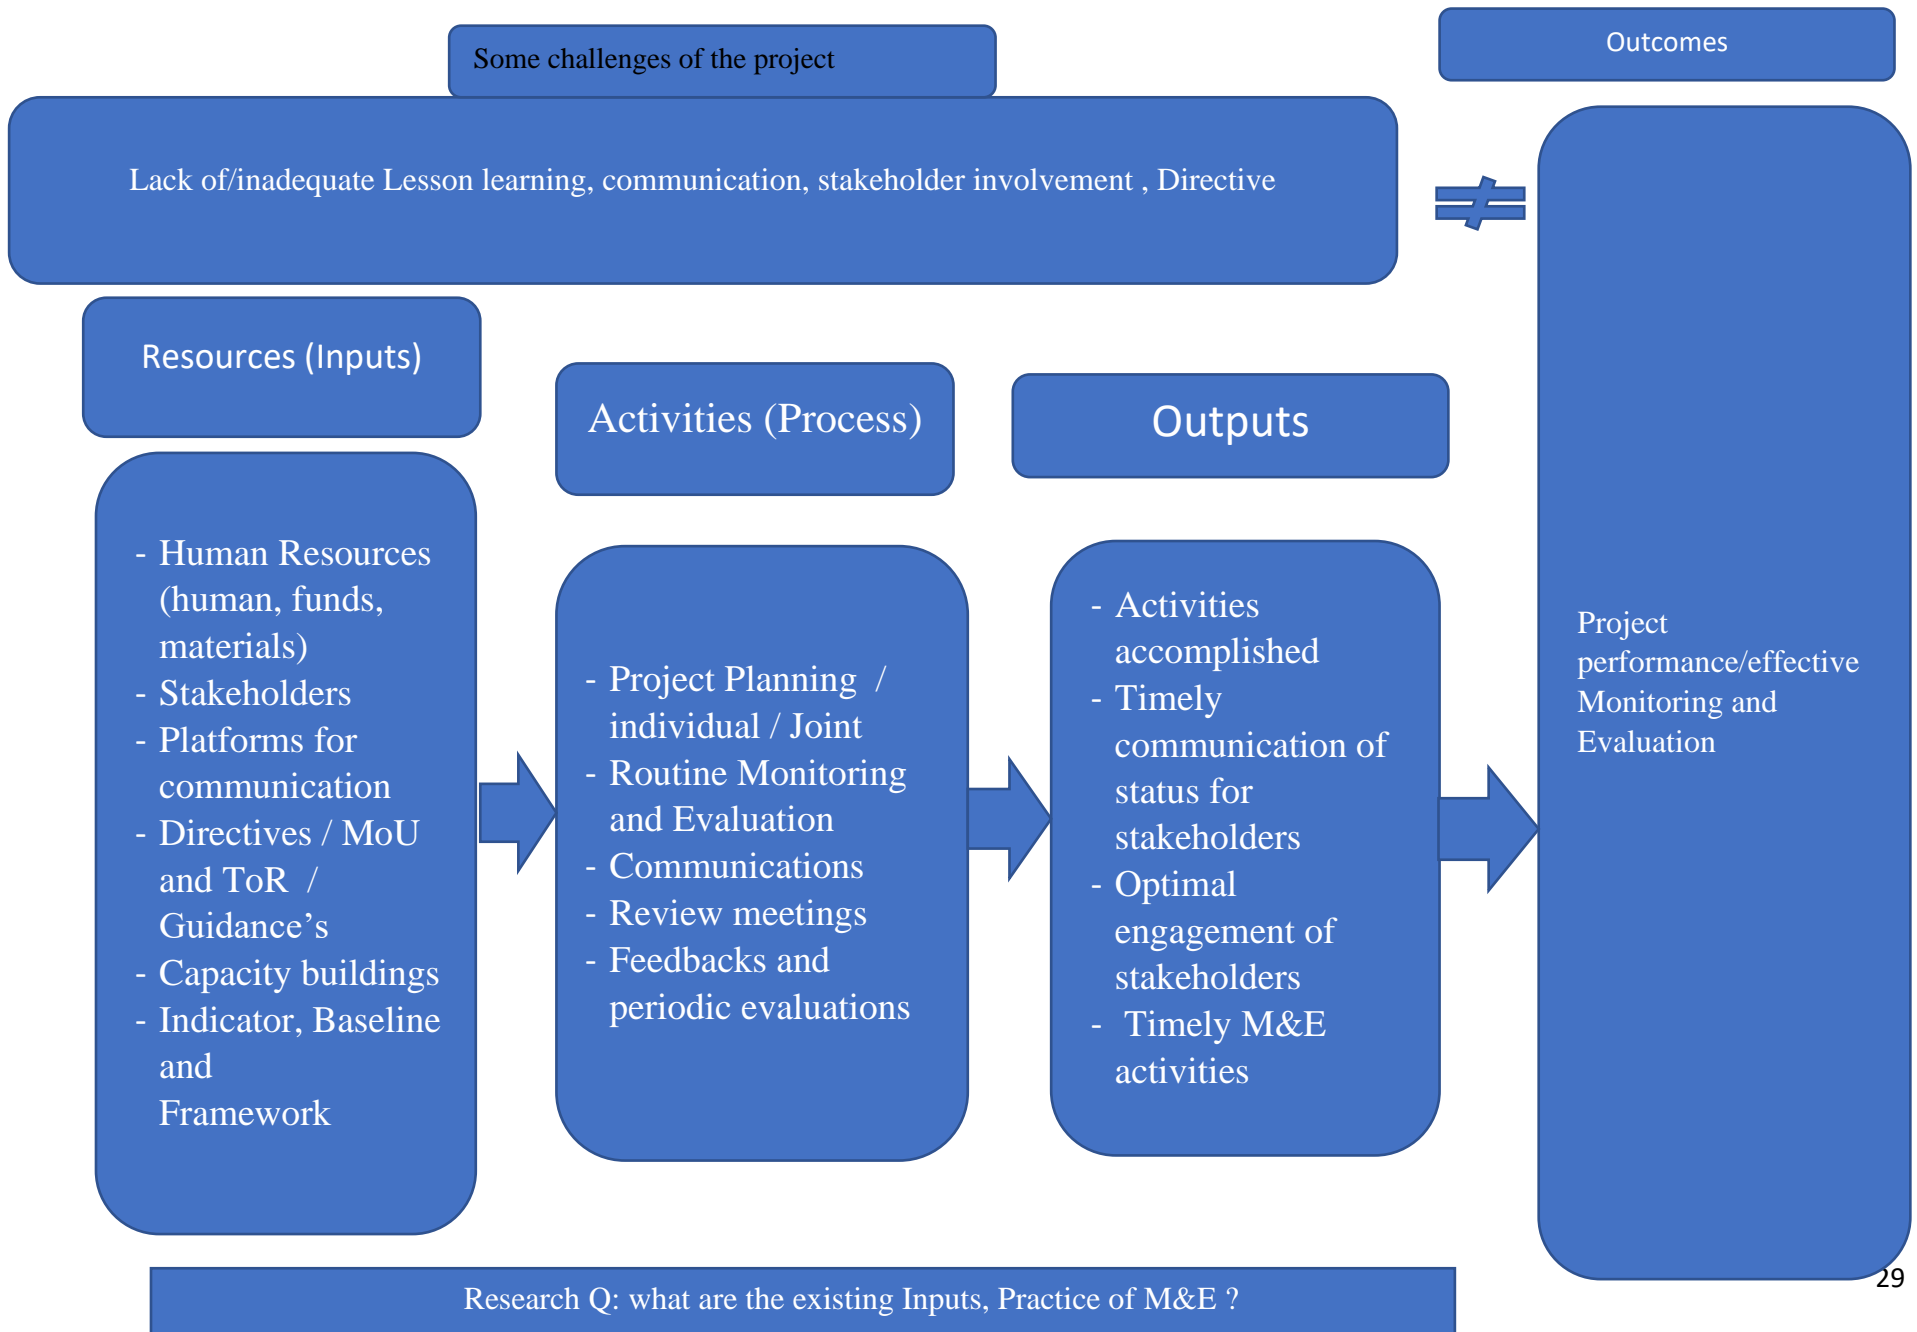 Some challenges of the project
Outcomes
Lack of/inadequate Lesson learning, communication, stakeholder involvement , Directive
Resources (Inputs)
Activities (Process)
Outputs
- Human Resources
(human, funds,
materials)
- Stakeholders
- Platforms for
communication
- Directives / MoU
and ToR /
Guidance’s
- Capacity buildings
- Indicator, Baseline
and
Framework
- Project Planning /
individual / Joint
- Routine Monitoring
and Evaluation
- Communications
- Review meetings
- Feedbacks and
periodic evaluations
- Activities
accomplished
- Timely
communication of
status for
stakeholders
- Optimal
engagement of
stakeholders
- Timely M&E
activities
Project
performance/effective
Monitoring and
Evaluation
Research Q: what are the existing Inputs, Practice of M&E ?
29